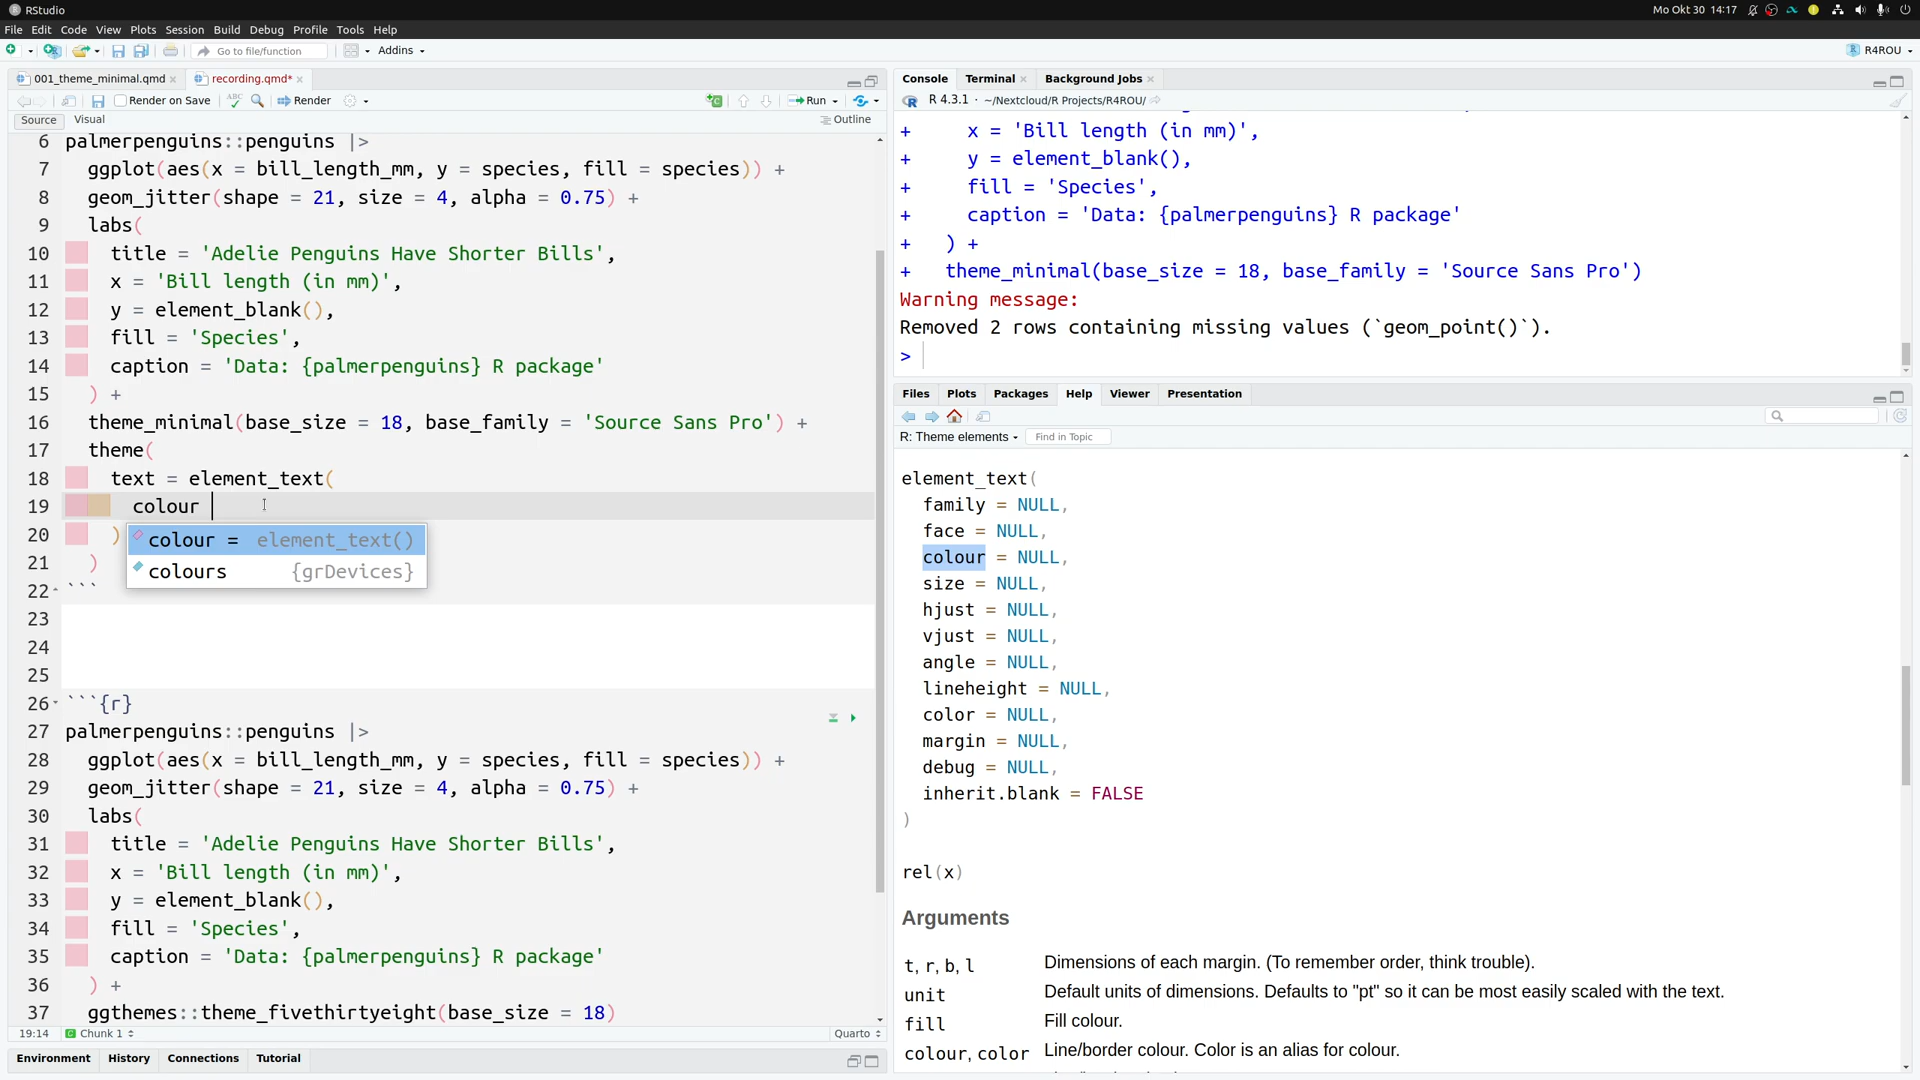 RStudio
Mo Okt 30 14:17
File Edit Code View Plots Session Build Debug Profile Tools Help
Go to file/function
Addins
R4ROU
001_theme_minimal.qmd
recording.qmd*
Render on Save
ABC
Render
Run
Source
Visual
Outline
6 palmerpenguins::penguins |>
7 ggplot(aes(x = bill_length_mm, y = species, fill = species)) +
8 geom_jitter(shape = 21, size = 4, alpha = 0.75) +
9 labs(
10 title = 'Adelie Penguins Have Shorter Bills',
11 x = 'Bill length (in mm)',
12 y = element_blank(),
13 fill = 'Species',
14 caption = 'Data: {palmerpenguins} R package'
15 ) +
16 theme_minimal(base_size = 18, base_family = 'Source Sans Pro') +
17 theme(
18 text = element_text(
19 colour
20 )
21 )
22 ```
colour = element_text()
colours {grDevices}
23
24
25
26 ```{r}
27 palmerpenguins::penguins |>
28 ggplot(aes(x = bill_length_mm, y = species, fill = species)) +
29 geom_jitter(shape = 21, size = 4, alpha = 0.75) +
30 labs(
31 title = 'Adelie Penguins Have Shorter Bills',
32 x = 'Bill length (in mm)',
33 y = element_blank(),
34 fill = 'Species',
35 caption = 'Data: {palmerpenguins} R package'
36 ) +
37 ggthemes::theme_fivethirtyeight(base_size = 18)
19:14
Chunk 1
Quarto
Environment History Connections Tutorial
Console Terminal Background Jobs
R 4.3.1 · ~/Nextcloud/R Projects/R4ROU/
+ x = 'Bill length (in mm)',
+ y = element_blank(),
+ fill = 'Species',
+ caption = 'Data: {palmerpenguins} R package'
+ ) +
+ theme_minimal(base_size = 18, base_family = 'Source Sans Pro')
Warning message:
Removed 2 rows containing missing values (`geom_point()`).
>
Files Plots Packages Help Viewer Presentation
R: Theme elements
Find in Topic
element_text(
family = NULL,
face = NULL,
colour = NULL,
size = NULL,
hjust = NULL,
vjust = NULL,
angle = NULL,
lineheight = NULL,
color = NULL,
margin = NULL,
debug = NULL,
inherit.blank = FALSE
)
rel(x)
Arguments
t, r, b, l Dimensions of each margin. (To remember order, think trouble).
unit Default units of dimensions. Defaults to "pt" so it can be most easily scaled with the text.
fill Fill colour.
colour, color Line/border colour. Color is an alias for colour.